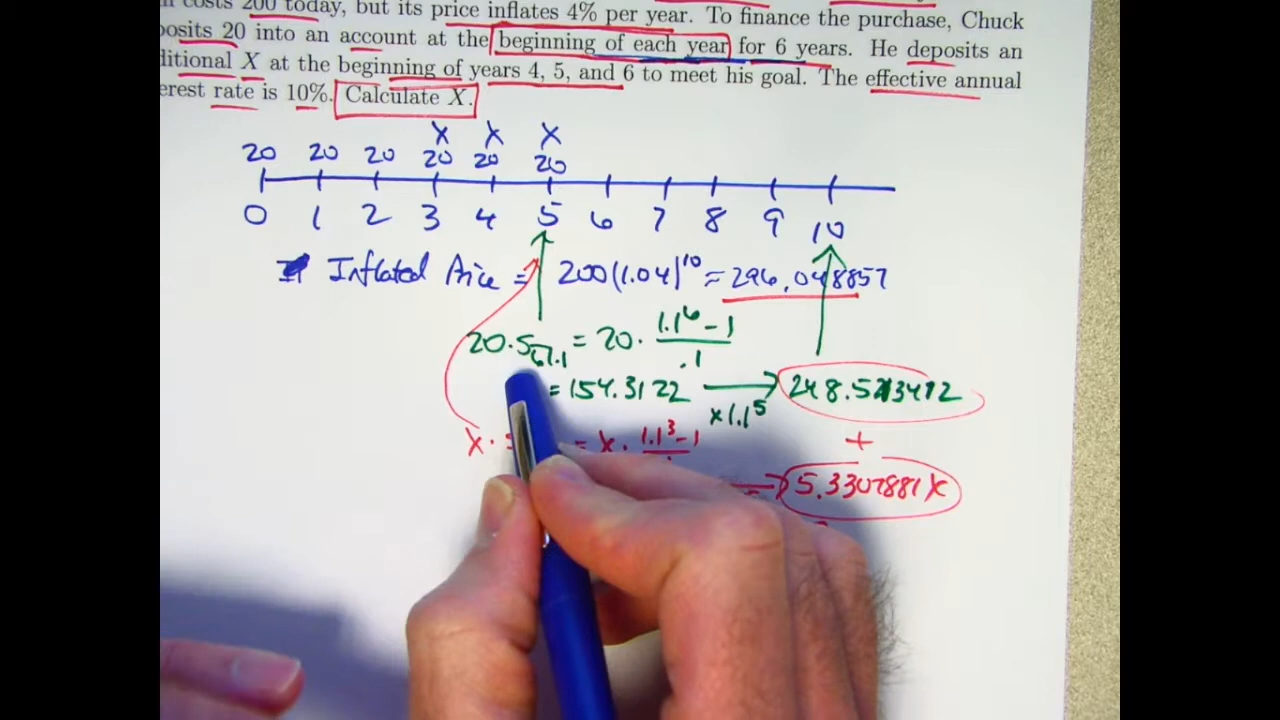 costs 200 today, but its price inflates 4% per year. To finance the purchase, Chuck
20 into an account at the beginning of each year for 6 years. He deposits an
X at the beginning of years 4, 5, and 6 to meet his goal. The effective annual
rate is 10%. Calculate X.
X X X
20 20 20 20 20 20
0 1 2 3 4 5 6 7 8 9 10
Inflated Price = 200(1.04)^10 = 296.048857
20·S6⌉.1 = 20· 1.1^6 - 1 / .1
= 154.3122 → ×1.1^5 248.5213412
X· = X· 1.1^3 - 1 +
→ 5.3307881X